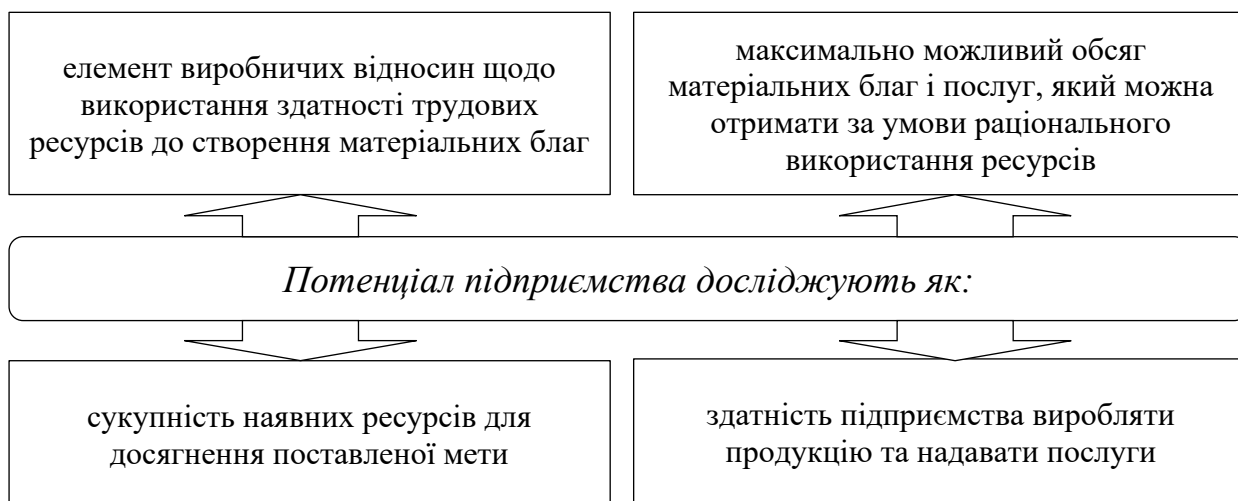 елемент виробничих відносин щодо
використання здатності трудових
ресурсів до створення матеріальних благ
максимально можливий обсяг
матеріальних благ і послуг, який можна
отримати за умови раціонального
використання ресурсів
Потенціал підприємства досліджують як:
сукупність наявних ресурсів для
досягнення поставленої мети
здатність підприємства виробляти
продукцію та надавати послуги